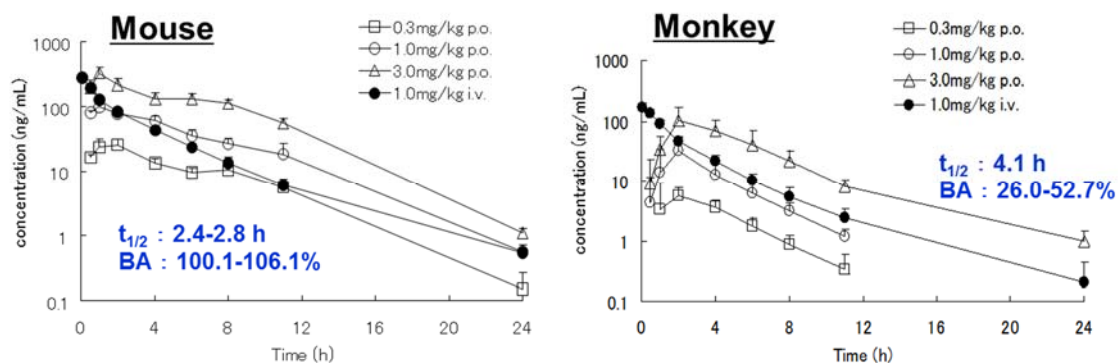 Mouse
0.3mg/kg p.o.
1.0mg/kg p.o.
3.0mg/kg p.o.
1.0mg/kg i.v.
concentration (ng/mL)
1000
100
10
1
0.1
t1/2 : 2.4-2.8 h
BA : 100.1-106.1%
0 4 8 12 16 20 24
Time (h)
Monkey
0.3mg/kg p.o.
1.0mg/kg p.o.
3.0mg/kg p.o.
1.0mg/kg i.v.
concentration (ng/mL)
1000
100
10
1
0.1
t1/2 : 4.1 h
BA : 26.0-52.7%
0 4 8 12 16 20 24
Time (h)